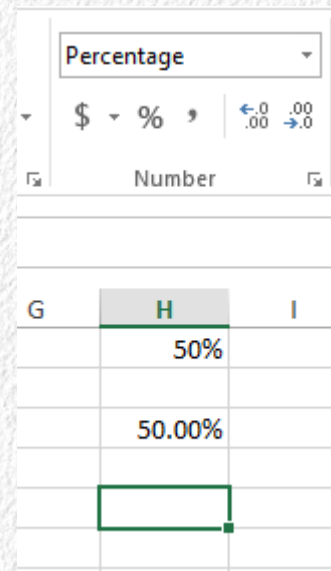 Percentage
$ % , ←.0 .00 .00 →.0
Number
G H I
50%
50.00%